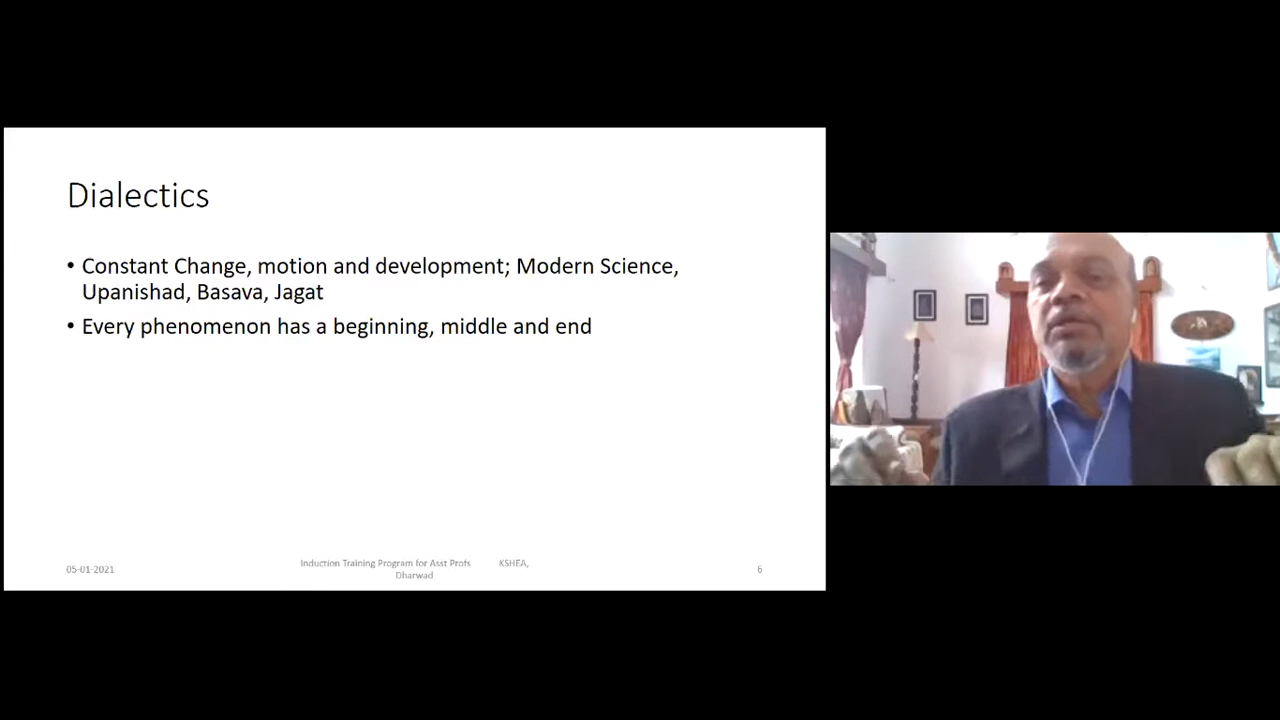 Dialectics
• Constant Change, motion and development; Modern Science,
Upanishad, Basava, Jagat
• Every phenomenon has a beginning, middle and end
05-01-2021
Induction Training Program for Asst Profs KSHEA,
Dharwad
6